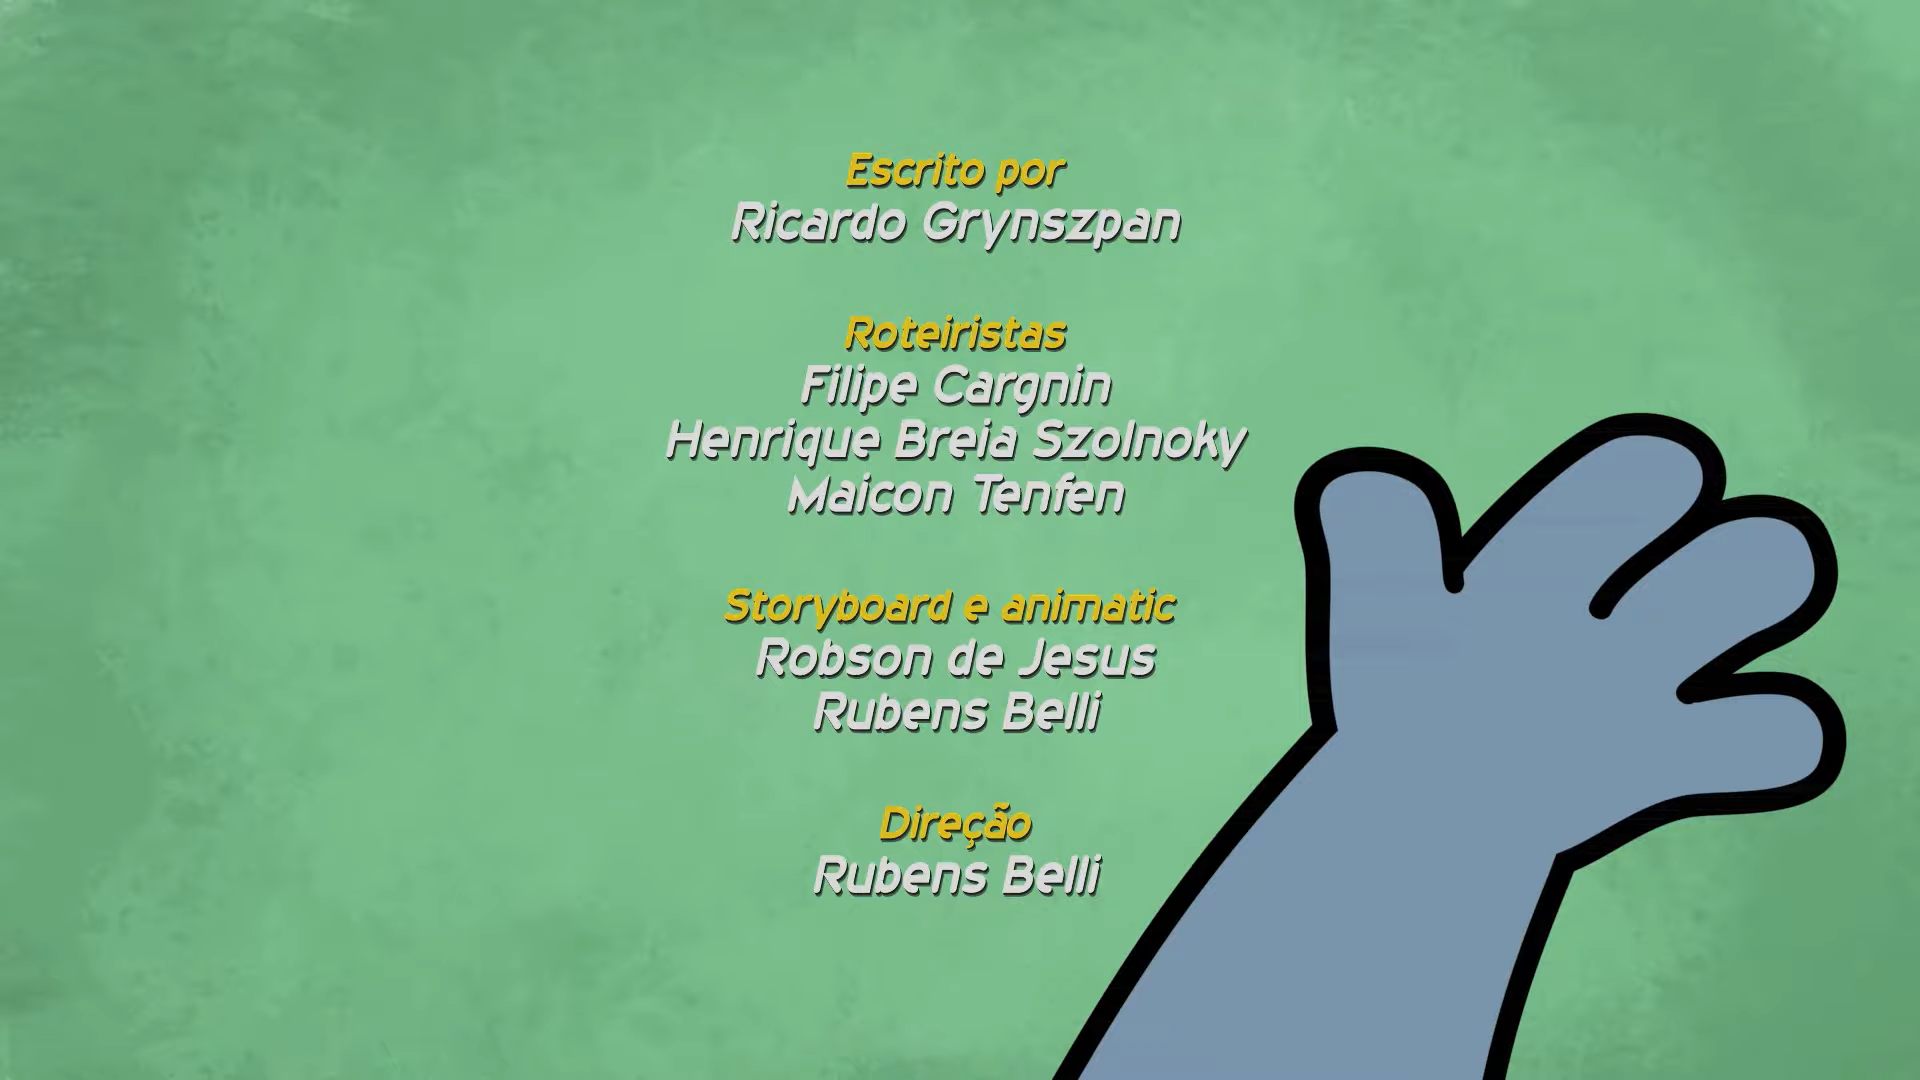 Escrito por
Ricardo Grynszpan
Roteiristas
Filipe Cargnin
Henrique Breia Szolnoky
Maicon Tenfen
Storyboard e animatic
Robson de Jesus
Rubens Belli
Direção
Rubens Belli